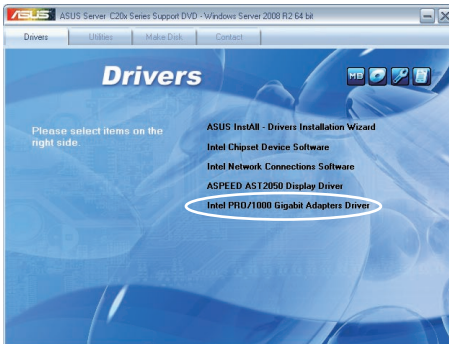 ASUS ASUS Server C20x Series Support DVD - Windows Server 2008 R2 64 bit
Drivers Utilities Make Disk Contact
Drivers
MB
Please select items on the
right side.
ASUS InstAll - Drivers Installation Wizard
Intel Chipset Device Software
Intel Network Connections Software
ASPEED AST2050 Display Driver
Intel PRO/1000 Gigabit Adapters Driver